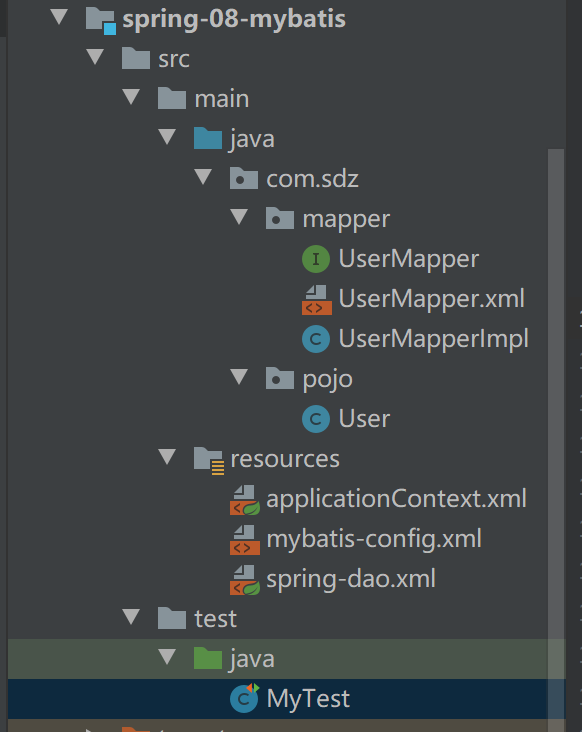 spring-08-mybatis
src
main
java
com.sdz
mapper
UserMapper
UserMapper.xml
UserMapperImpl
pojo
User
resources
applicationContext.xml
mybatis-config.xml
spring-dao.xml
test
java
MyTest